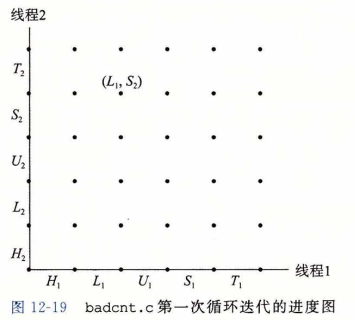 线程2
T₂
(L₁, S₂)
S₂
U₂
L₂
H₂
线程1
H₁ L₁ U₁ S₁ T₁
图 12-19 badcnt.c 第一次循环迭代的进度图